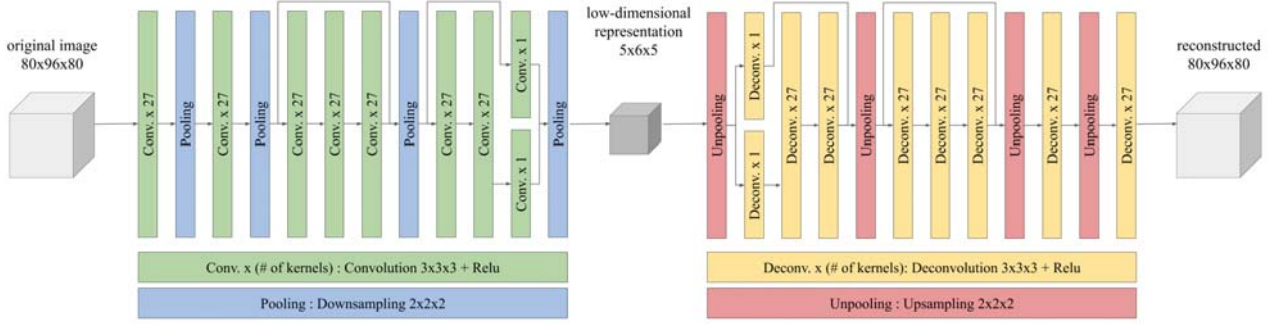 original image
80x96x80
Conv. x 27
Pooling
Conv. x 27
Pooling
Conv. x 27
Conv. x 27
Conv. x 27
Pooling
Conv. x 27
Conv. x 27
Conv. x 1
Conv. x 1
Pooling
low-dimensional
representation
5x6x5
Unpooling
Deconv. x 1
Deconv. x 1
Deconv. x 27
Deconv. x 27
Unpooling
Deconv. x 27
Deconv. x 27
Deconv. x 27
Unpooling
Deconv. x 27
Unpooling
Deconv. x 27
reconstructed
80x96x80
Conv. x (# of kernels) : Convolution 3x3x3 + Relu
Pooling : Downsampling 2x2x2
Deconv. x (# of kernels): Deconvolution 3x3x3 + Relu
Unpooling : Upsampling 2x2x2